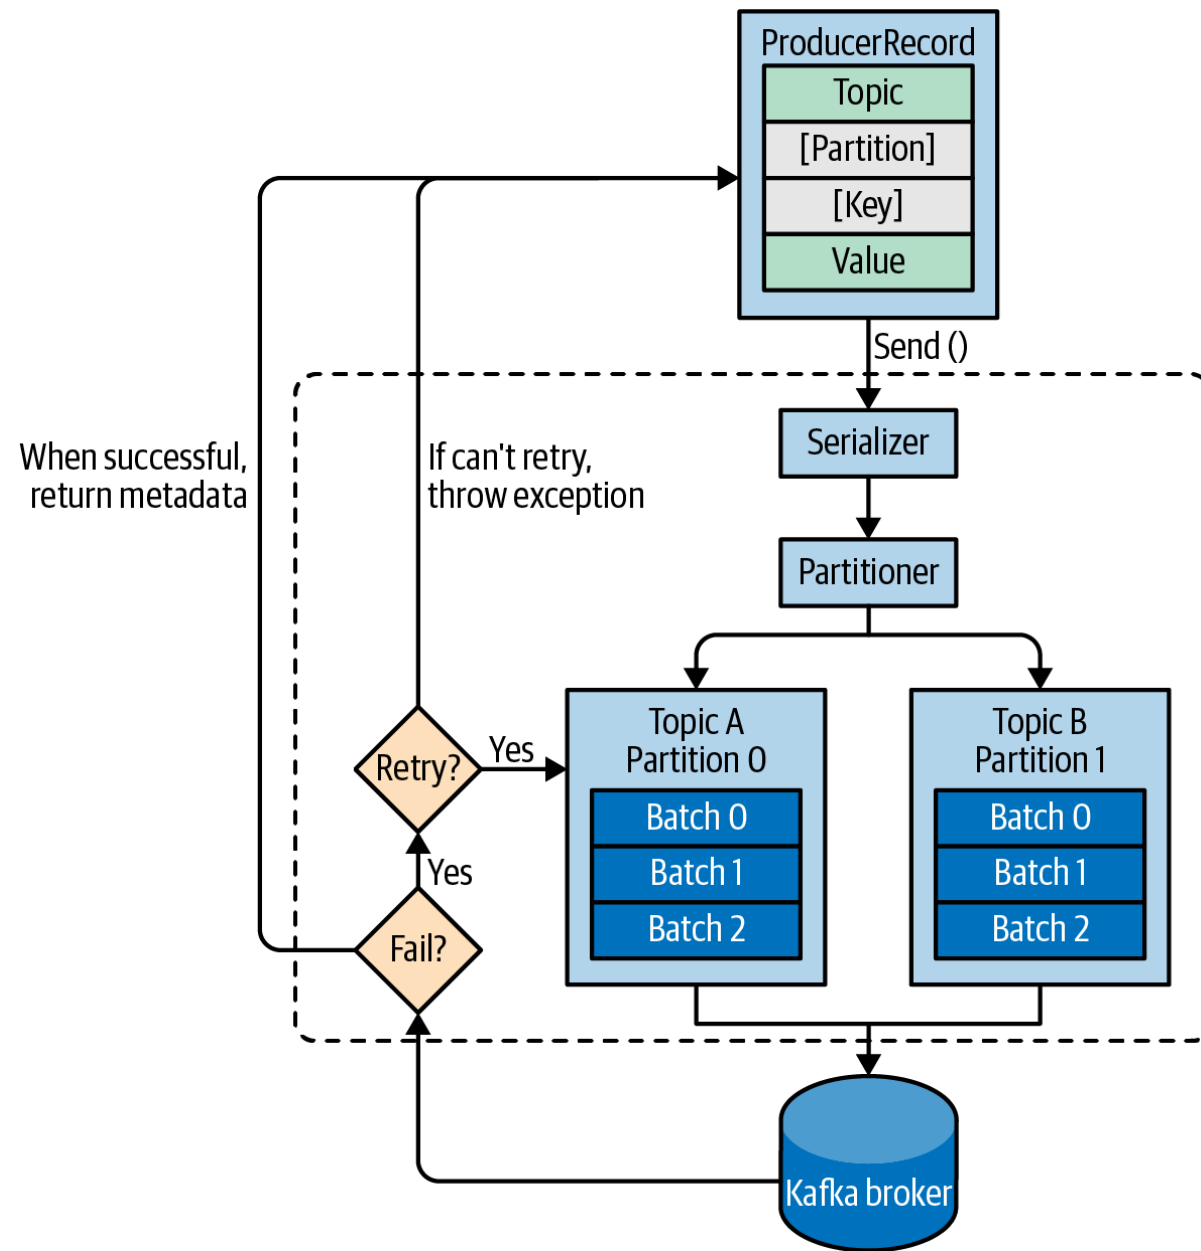 ProducerRecord
Topic
[Partition]
[Key]
Value
Send ()
Serializer
When successful,
return metadata
If can't retry,
throw exception
Partitioner
Topic A
Partition 0
Topic B
Partition 1
Retry?
Yes
Batch 0
Batch 1
Batch 2
Batch 0
Batch 1
Batch 2
Yes
Fail?
Kafka broker